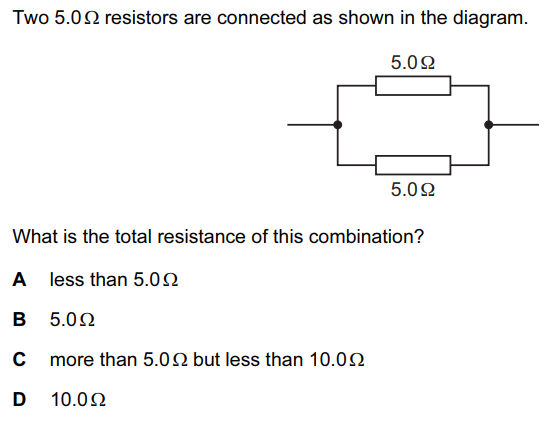 Two 5.0Ω resistors are connected as shown in the diagram.
5.0Ω
5.0Ω
What is the total resistance of this combination?
A less than 5.0Ω
B 5.0Ω
C more than 5.0Ω but less than 10.0Ω
D 10.0Ω